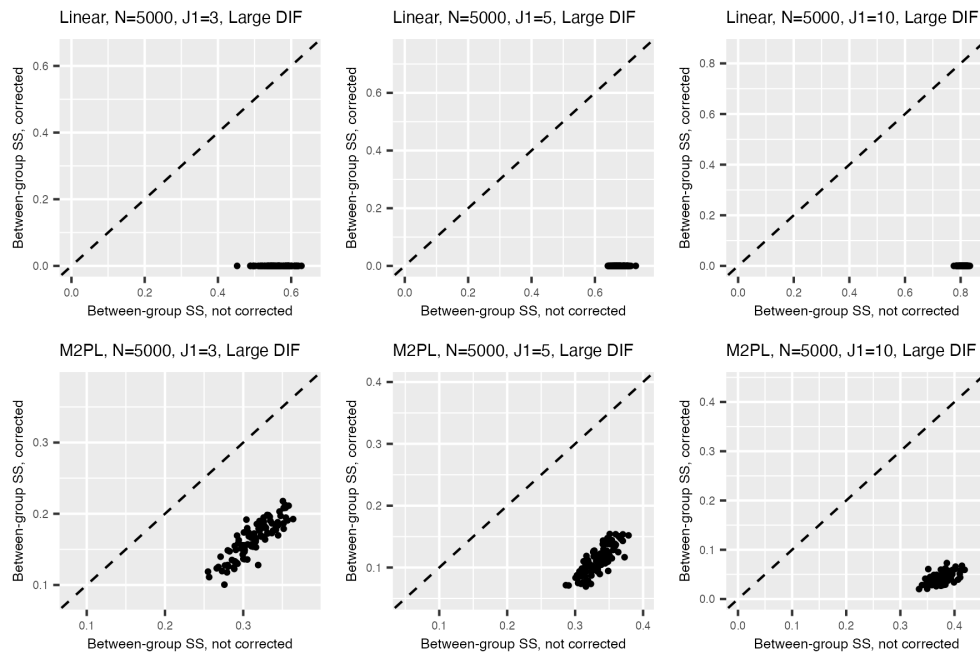 Linear, N=5000, J1=3, Large DIF
Between-group SS, corrected
0.6
0.4
0.2
0.0
0.0 0.2 0.4 0.6
Between-group SS, not corrected
Linear, N=5000, J1=5, Large DIF
Between-group SS, corrected
0.6
0.4
0.2
0.0
0.0 0.2 0.4 0.6
Between-group SS, not corrected
Linear, N=5000, J1=10, Large DIF
Between-group SS, corrected
0.8
0.6
0.4
0.2
0.0
0.0 0.2 0.4 0.6 0.8
Between-group SS, not corrected
M2PL, N=5000, J1=3, Large DIF
Between-group SS, corrected
0.3
0.2
0.1
0.1 0.2 0.3
Between-group SS, not corrected
M2PL, N=5000, J1=5, Large DIF
Between-group SS, corrected
0.4
0.3
0.2
0.1
0.1 0.2 0.3 0.4
Between-group SS, not corrected
M2PL, N=5000, J1=10, Large DIF
Between-group SS, corrected
0.4
0.3
0.2
0.1
0.0
0.0 0.1 0.2 0.3 0.4
Between-group SS, not corrected